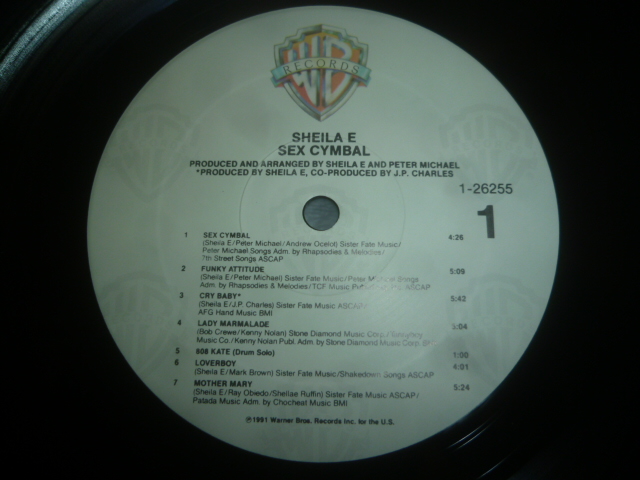 WB
RECORDS
SHEILA E
SEX CYMBAL
PRODUCED AND ARRANGED BY SHEILA E AND PETER MICHAEL
*PRODUCED BY SHEILA E, CO-PRODUCED BY J.P. CHARLES
1-26255
1
1 SEX CYMBAL 4:26
(Sheila E/Peter Michael/Andrew Ocelot) Sister Fate Music/
Peter Michael Songs Adm. by Rhapsodies & Melodies/
7th Street Songs ASCAP
2 FUNKY ATTITUDE 5:09
(Sheila E/Peter Michael) Sister Fate Music/Peter Michael Songs
Adm. by Rhapsodies & Melodies/TCF Music ASCAP
3 CRY BABY* 5:42
(Sheila E/J.P. Charles) Sister Fate Music ASCAP/
AFG Hand Music BMI
4 LADY MARMALADE 5:04
(Bob Crewe/Kenny Nolan) Stone Diamond Music Corp./
Music Co./Kenny Nolan Publ. Adm. by Stone Diamond Music Corp.
5 808 KATE (Drum Solo) 1:00
6 LOVERBOY 4:01
(Sheila E/Mark Brown) Sister Fate Music/Shakedown Songs ASCAP
7 MOTHER MARY 5:24
(Sheila E/Ray Obiedo/Sheilae Ruffin) Sister Fate Music ASCAP/
Patada Music Adm. by Chocheat Music BMI
℗1991 Warner Bros. Records Inc. for the U.S.